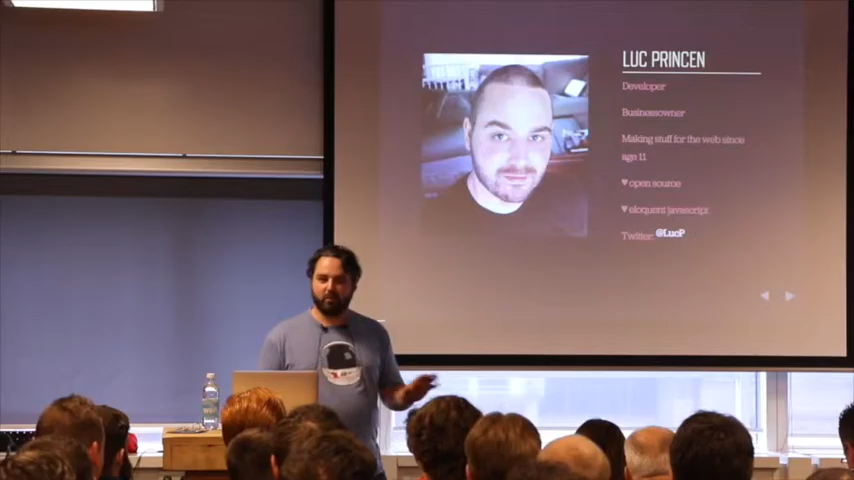 LUC PRINCEN
Developer
Businessowner
Making stuff for the web since
age 11
♥ open source
♥ eloquent javascript
Twitter: @LucP